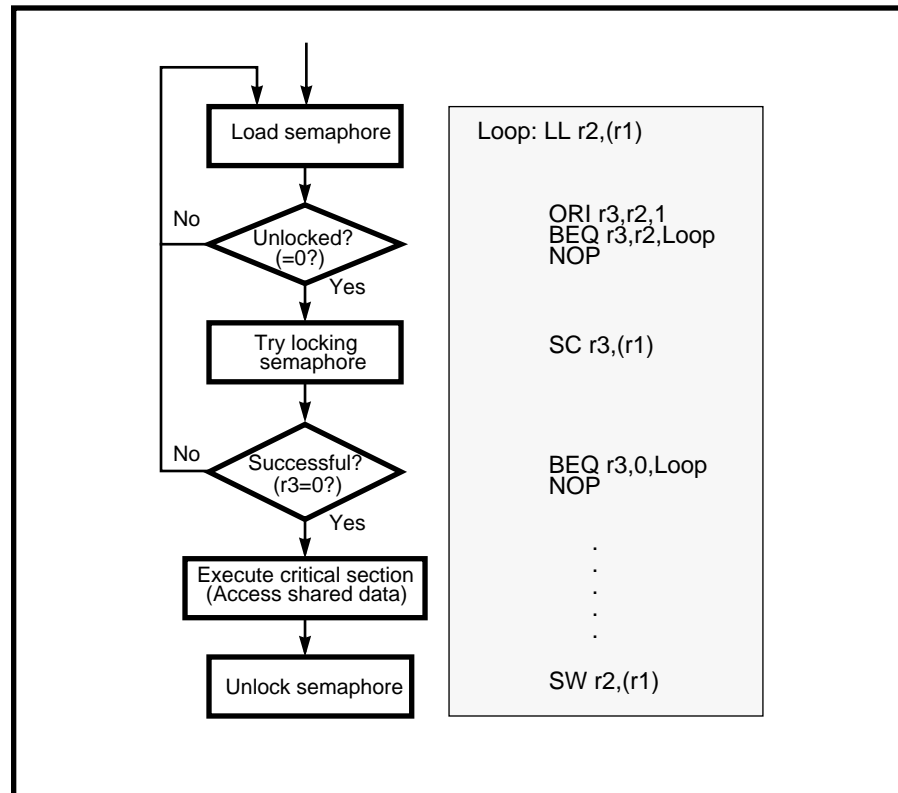 Load semaphore
No
Unlocked?
(=0?)
Yes
Try locking
semaphore
No
Successful?
(r3=0?)
Yes
Execute critical section
(Access shared data)
Unlock semaphore
Loop: LL r2,(r1)
ORI r3,r2,1
BEQ r3,r2,Loop
NOP
SC r3,(r1)
BEQ r3,0,Loop
NOP
.
.
.
.
.
SW r2,(r1)